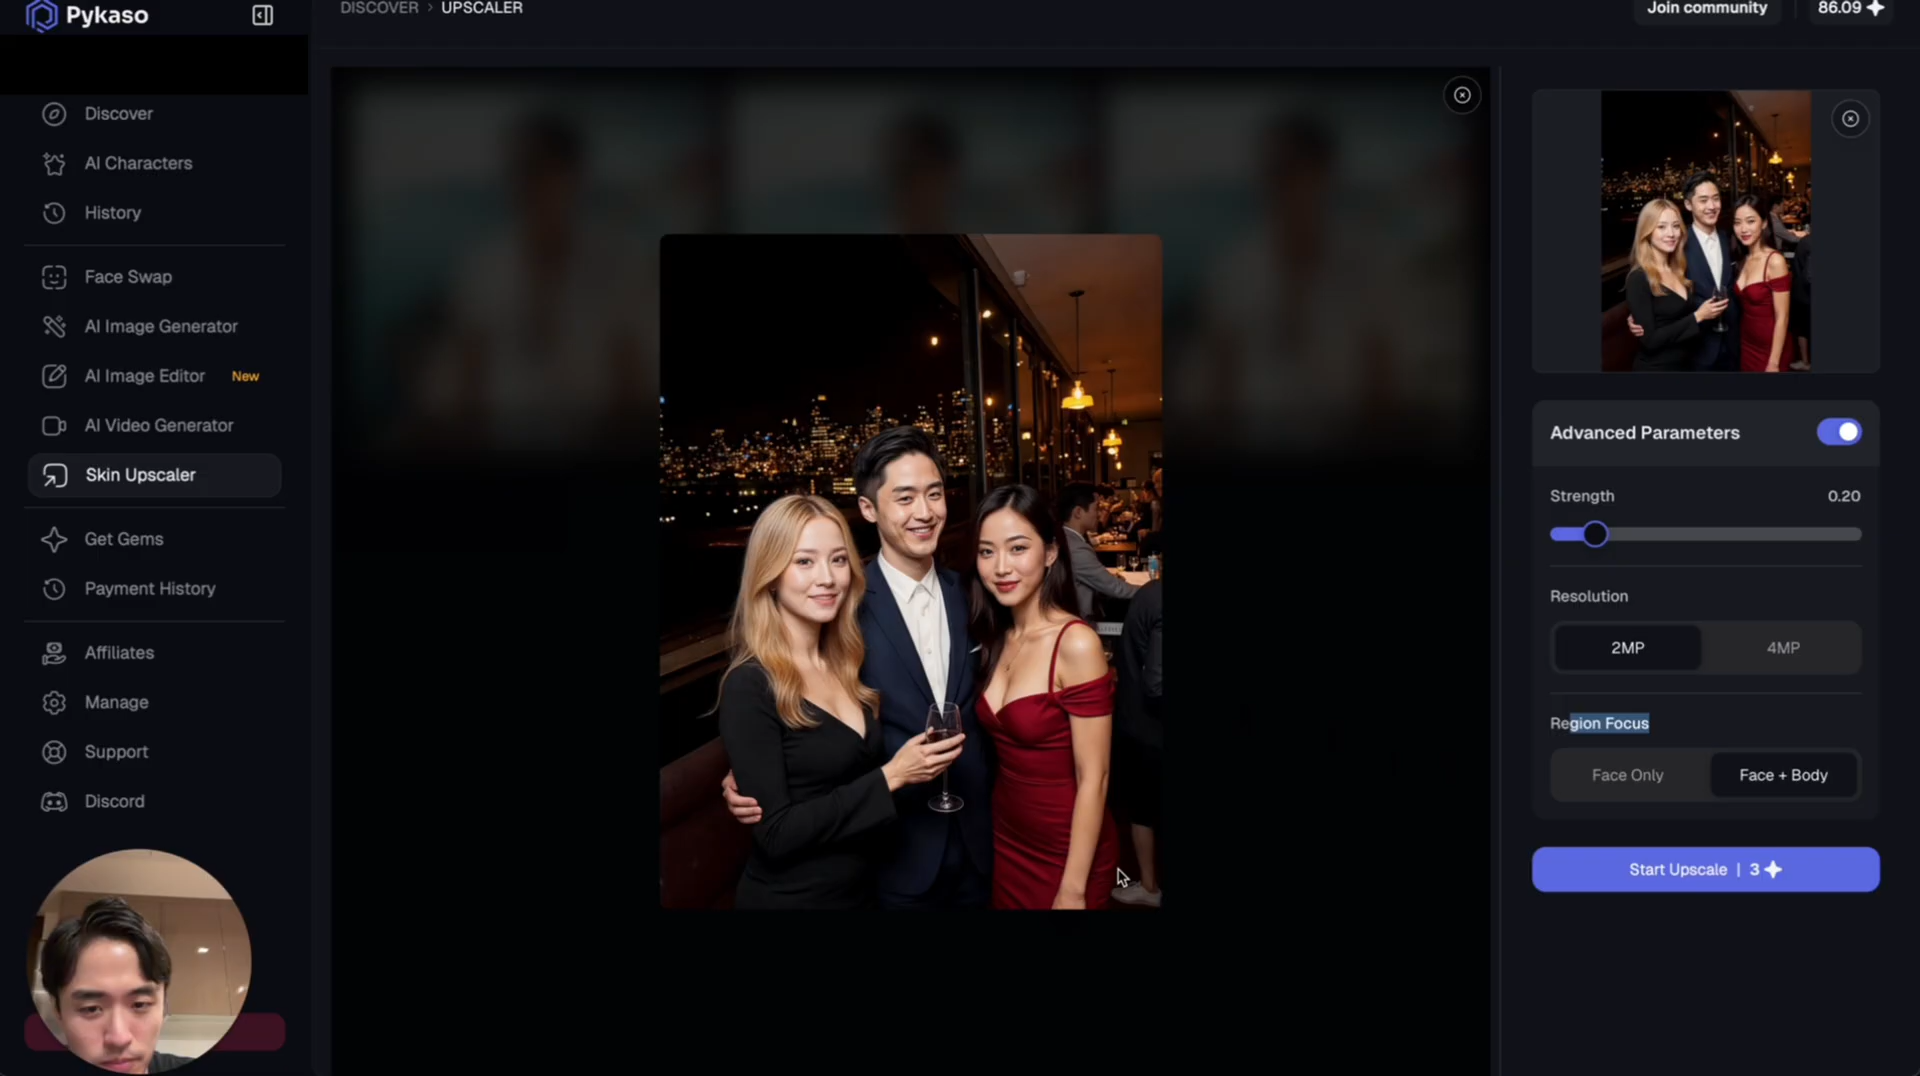 Pykaso
DISCOVER > UPSCALER
Join community
86.09
Discover
AI Characters
History
Face Swap
AI Image Generator
AI Image Editor New
AI Video Generator
Skin Upscaler
Get Gems
Payment History
Affiliates
Manage
Support
Discord
Advanced Parameters
Strength 0.20
Resolution
2MP 4MP
Region Focus
Face Only Face + Body
Start Upscale | 3